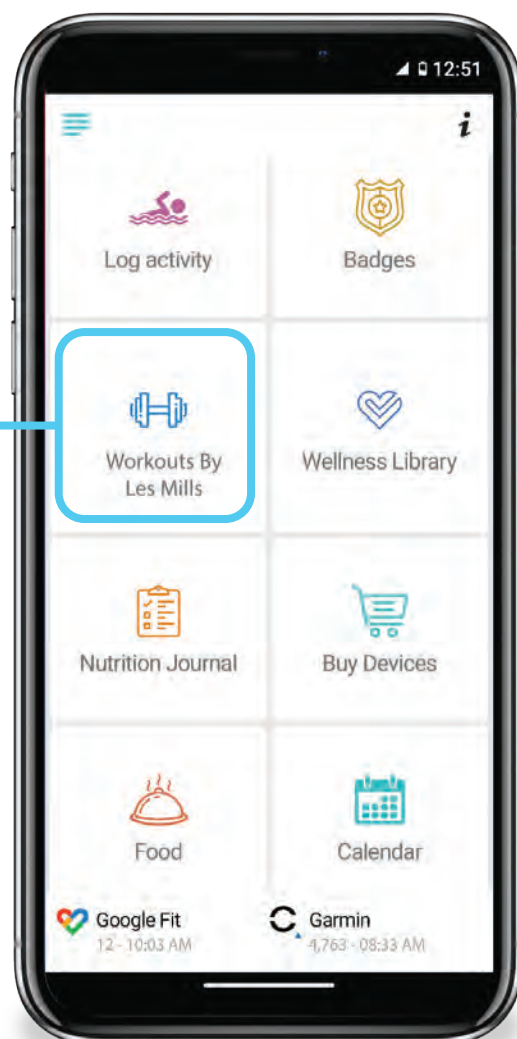 12:51
i
Log activity
Badges
Workouts By
Les Mills
Wellness Library
Nutrition Journal
Buy Devices
Food
Calendar
Google Fit
12 - 10:03 AM
Garmin
4,763 - 08:33 AM